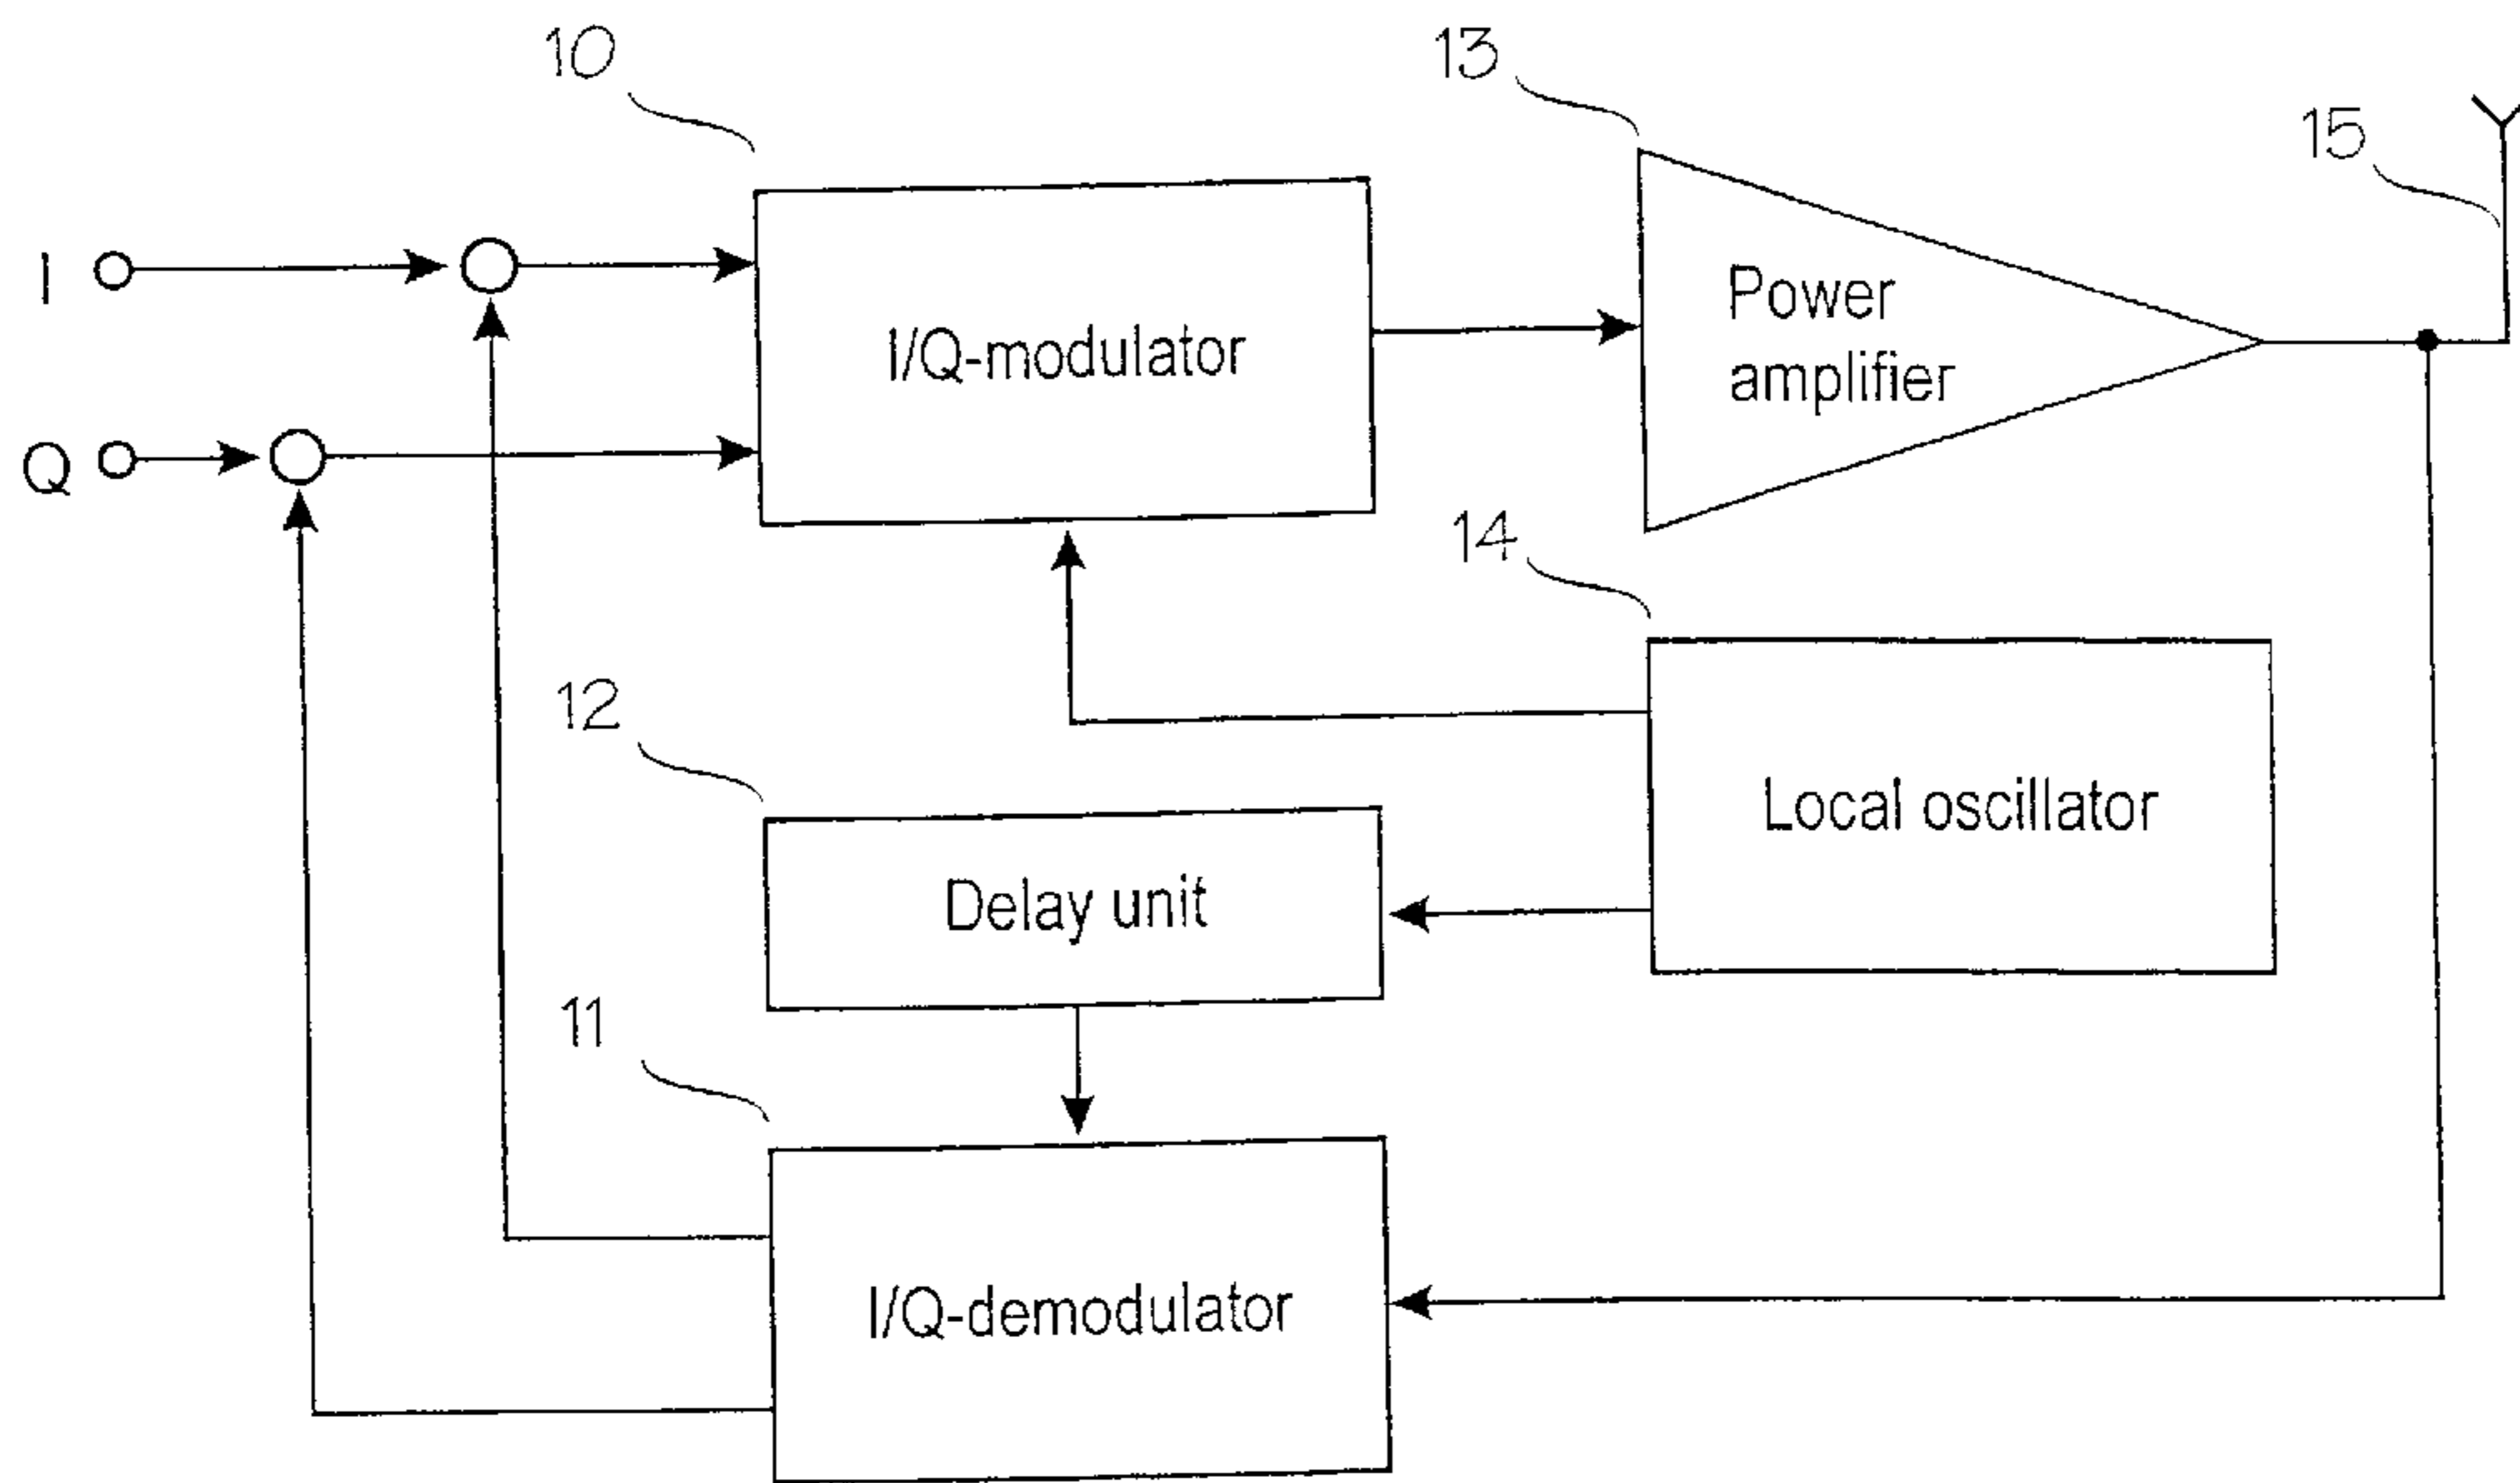 10
13
15
I
I/Q-modulator
Power
amplifier
Q
14
12
Local oscillator
Delay unit
11
I/Q-demodulator